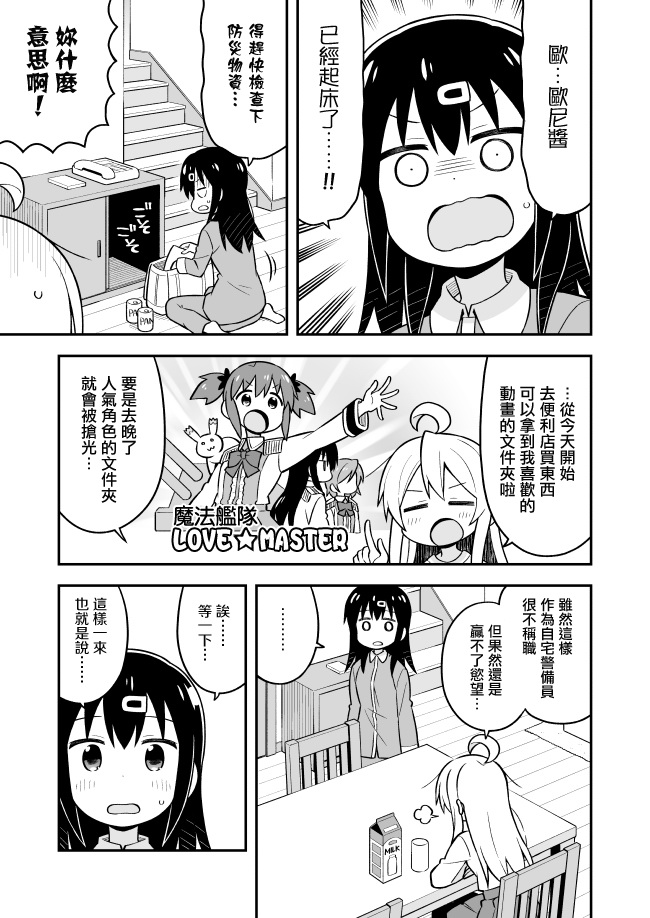 歐…歐尼醬
已經起床了……!!
得趕快檢查下
防災物資…
妳什麼
意思啊！
ぞぞ
ぞぞ
PAN
PAN
…從今天開始
去便利店買東西
可以拿到我喜歡的
動畫的文件夾啦
要是去晚了
人氣角色的文件夾
就會被搶光…
魔法艦隊
LOVE★MASTER
雖然這樣
作為自宅警備員
很不稱職
但果然還是
贏不了慾望…
………
MILK
誒……
等一下…
這樣一來
也就是說……